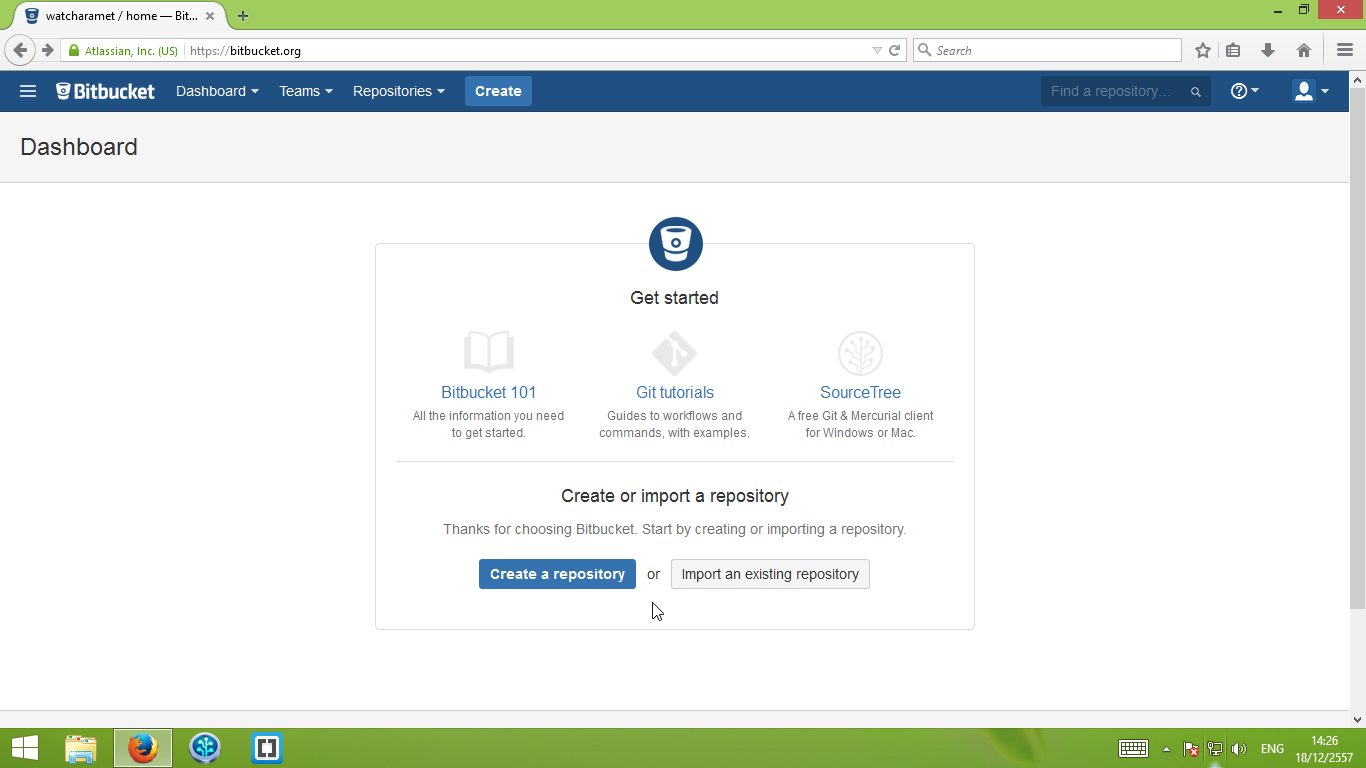 watcharamet / home — Bit...
Atlassian, Inc. (US) https://bitbucket.org
Search
Bitbucket Dashboard Teams Repositories Create Find a repository...
Dashboard
Get started
Bitbucket 101
All the information you need
to get started.
Git tutorials
Guides to workflows and
commands, with examples.
SourceTree
A free Git & Mercurial client
for Windows or Mac.
Create or import a repository
Thanks for choosing Bitbucket. Start by creating or importing a repository.
Create a repository or Import an existing repository
ENG
14:26
18/12/2557